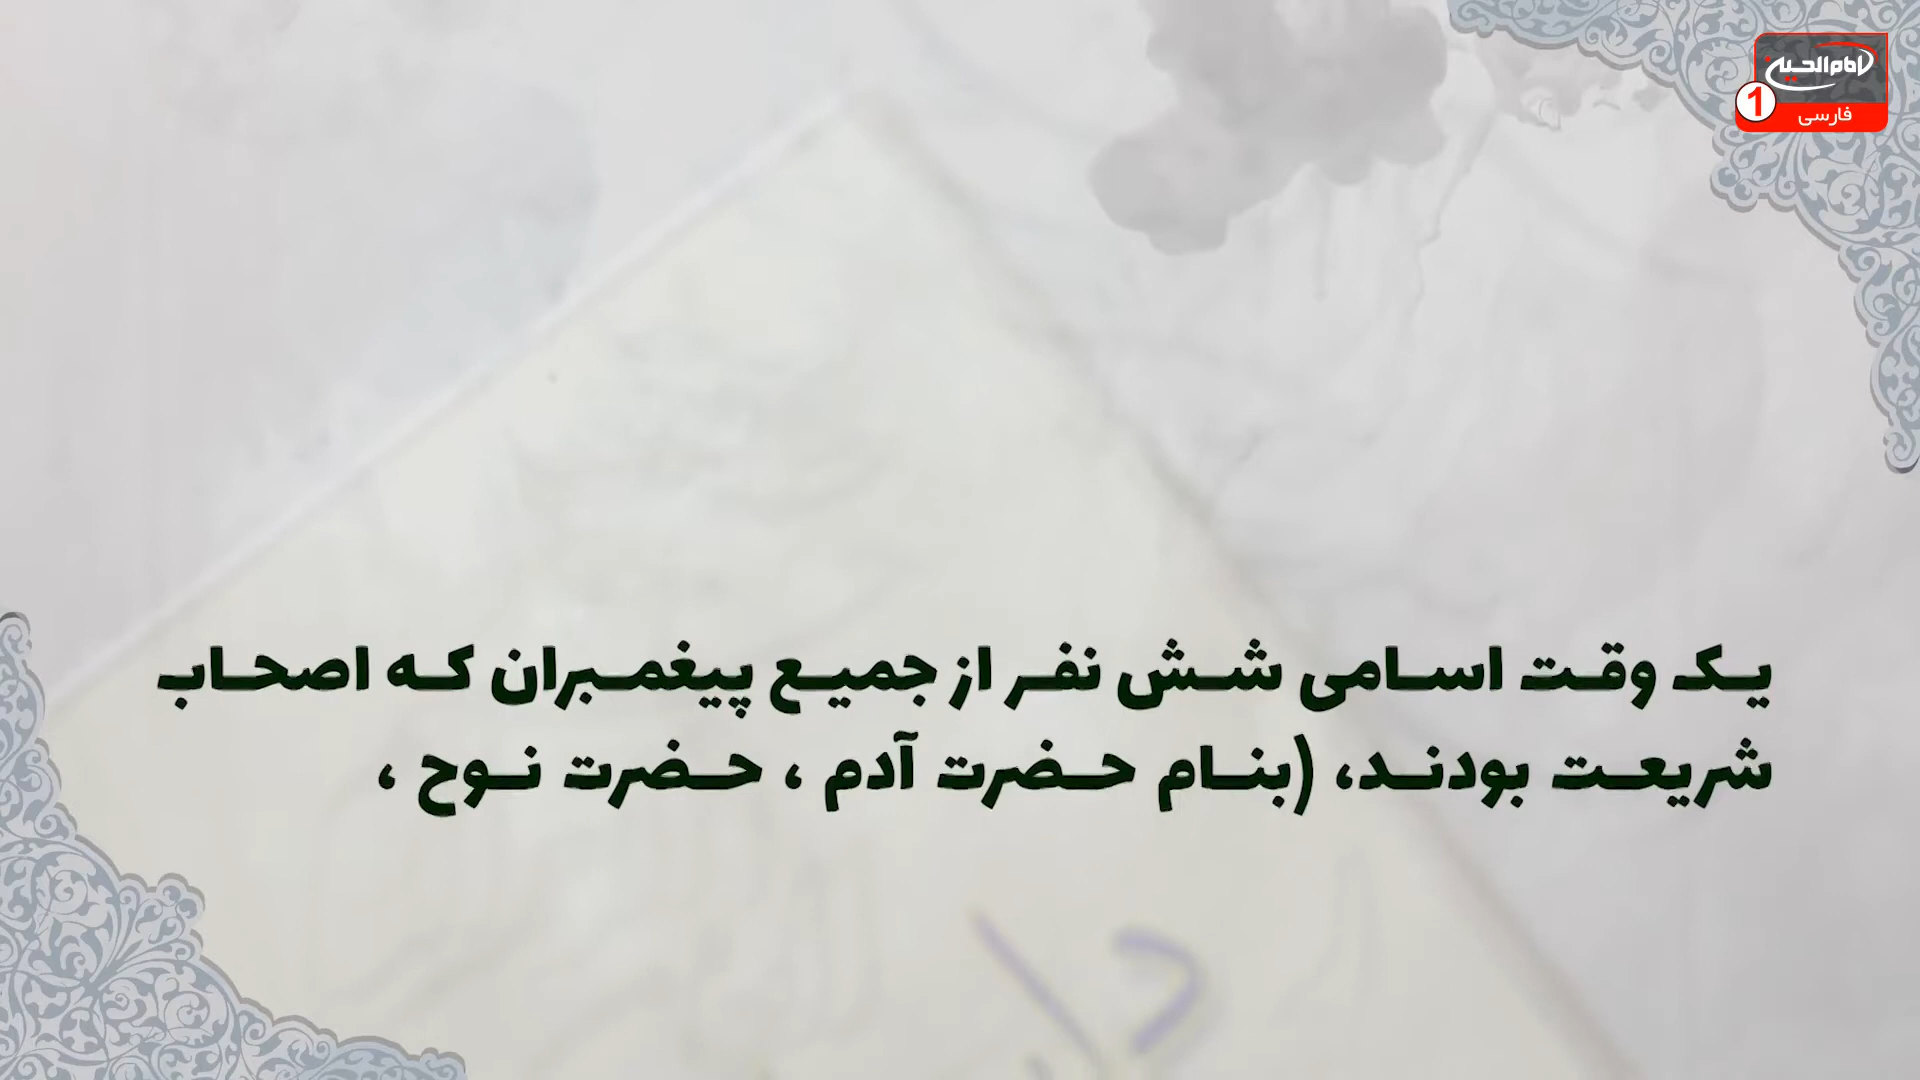 امام الحسین
1
فارسی
یک وقت اسامی شش نفر از جمیع پیغمبران که اصحاب
شریعت بودند، (بنام حضرت آدم ، حضرت نوح ،